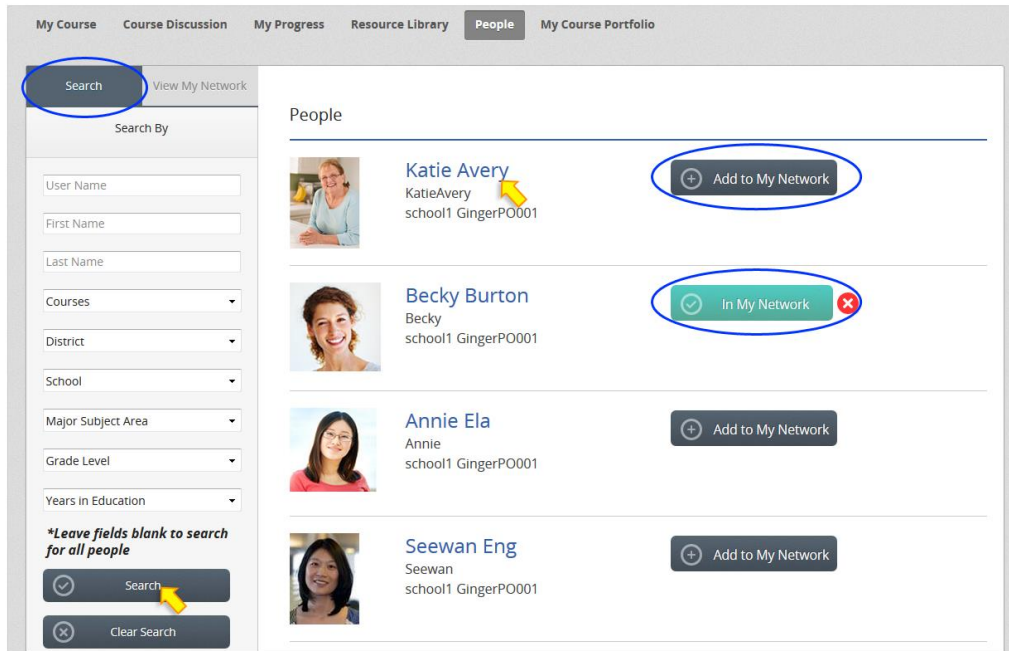 My Course Course Discussion My Progress Resource Library People My Course Portfolio
Search View My Network
Search By
User Name
First Name
Last Name
Courses
District
School
Major Subject Area
Grade Level
Years in Education
*Leave fields blank to search
for all people
Search
Clear Search
People
Katie Avery
KatieAvery
school1 GingerPO001
Add to My Network
Becky Burton
Becky
school1 GingerPO001
In My Network
Annie Ela
Annie
school1 GingerPO001
Add to My Network
Seewan Eng
Seewan
school1 GingerPO001
Add to My Network